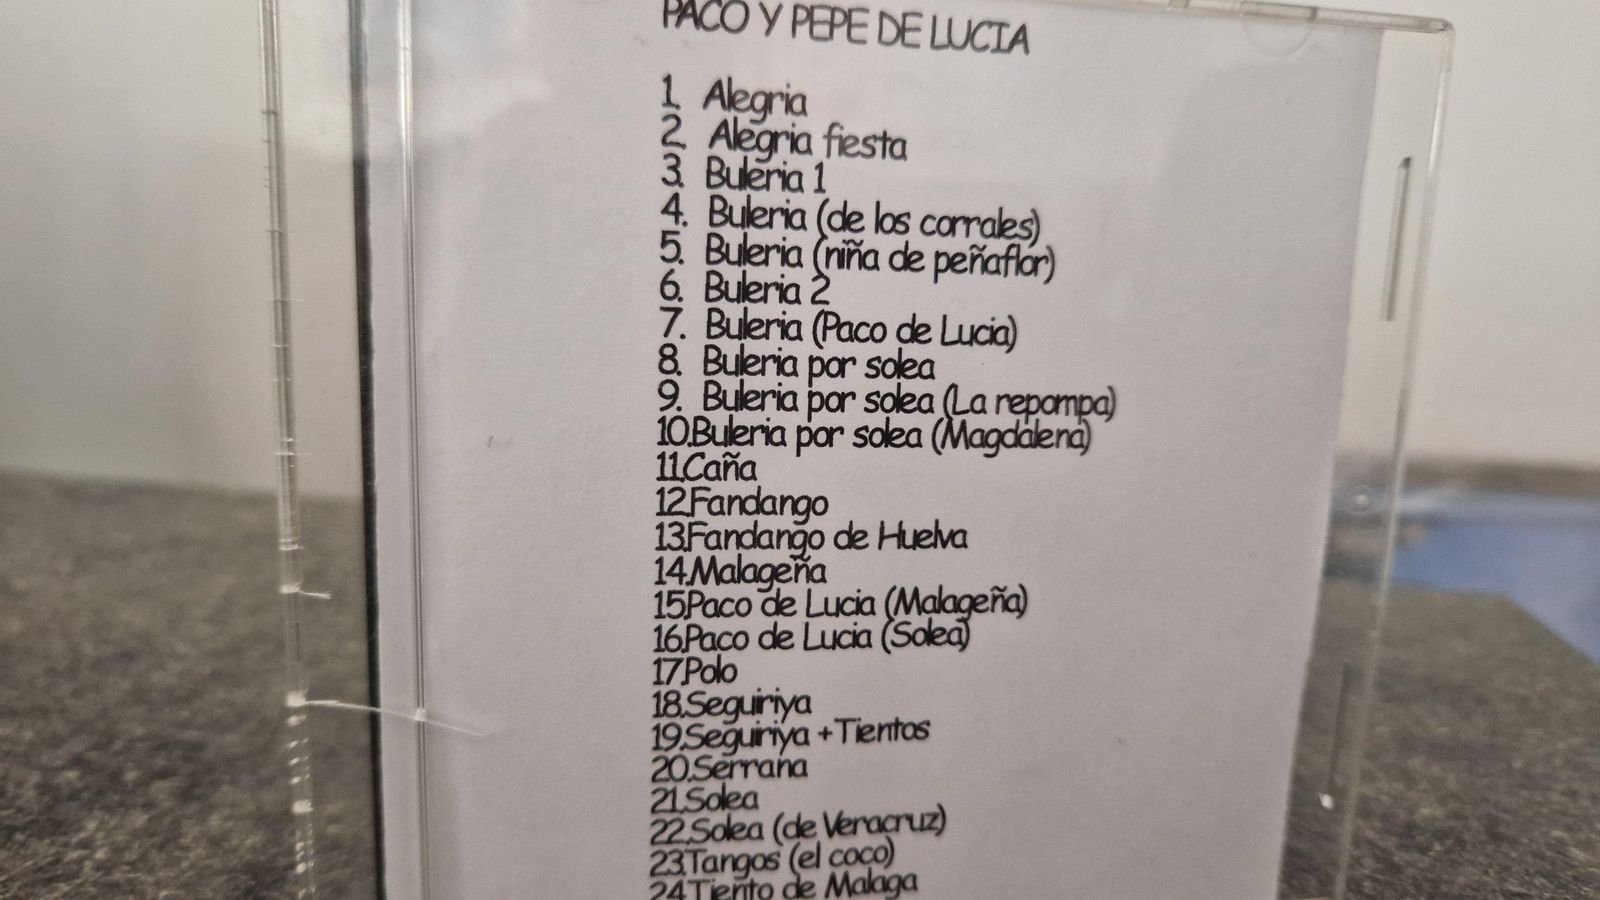 PACO Y PEPE DE LUCIA
1. Alegria
2. Alegria fiesta
3. Buleria 1
4. Buleria (de los corrales)
5. Buleria (niña de peñaflor)
6. Buleria 2
7. Buleria (Paco de Lucia)
8. Buleria por solea
9. Buleria por solea (La repompa)
10.Buleria por solea (Magdalena)
11.Caña
12.Fandango
13.Fandango de Huelva
14.Malageña
15.Paco de Lucia (Malageña)
16.Paco de Lucia (Solea)
17.Polo
18.Seguiriya
19.Seguiriya +Tientos
20.Serrana
21.Solea
22.Solea (de Veracruz)
23.Tangos (el coco)
24.Tiento de Malaga